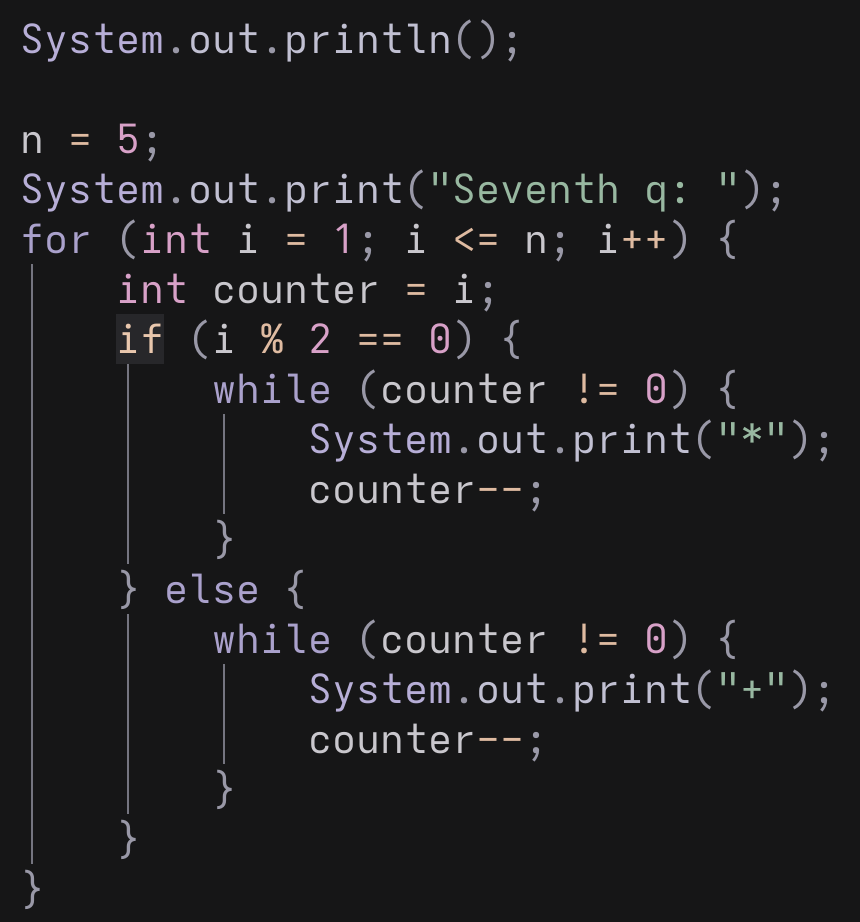 System.out.println();

n = 5;
System.out.print("Seventh q: ");
for (int i = 1; i <= n; i++) {
    int counter = i;
    if (i % 2 == 0) {
        while (counter != 0) {
            System.out.print("*");
            counter--;
        }
    } else {
        while (counter != 0) {
            System.out.print("+");
            counter--;
        }
    }
}